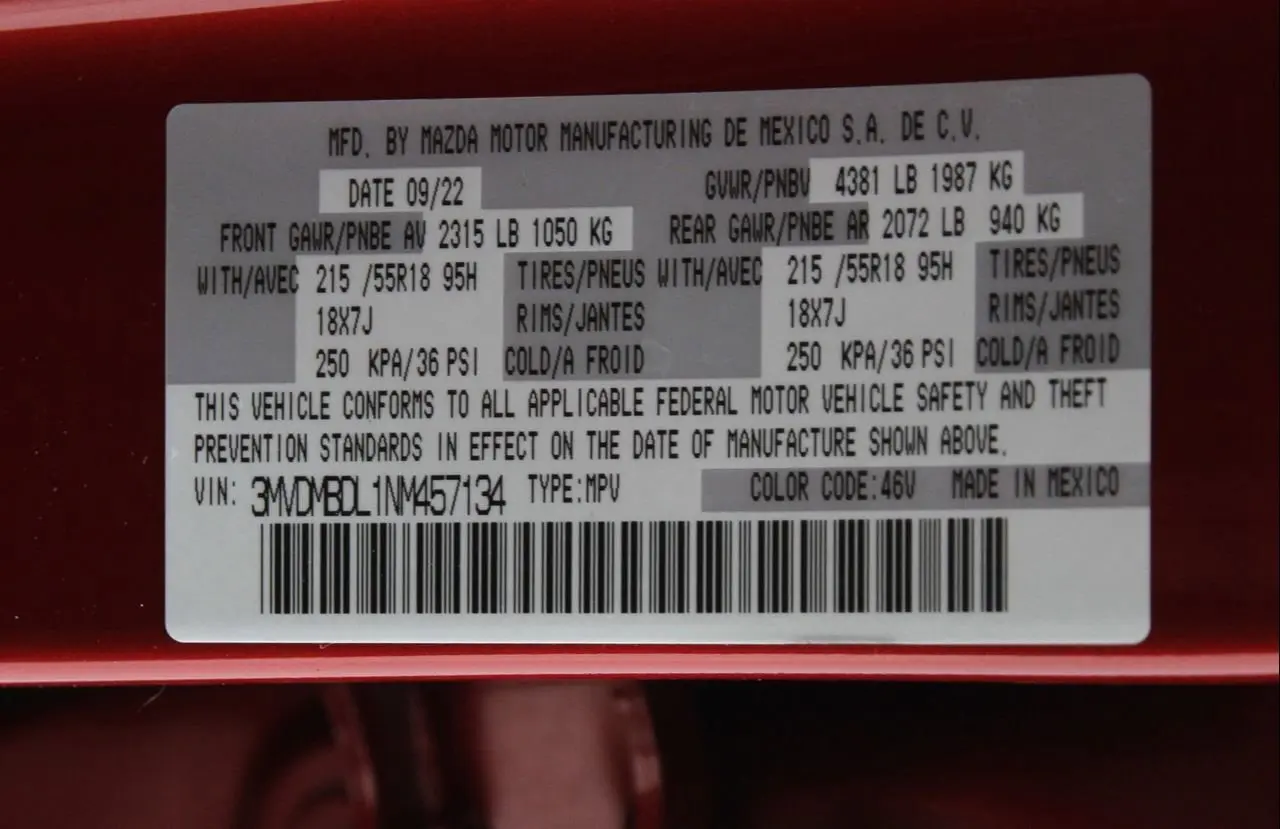 MFD. BY MAZDA MOTOR MANUFACTURING DE MEXICO S.A. DE C.V.
DATE 09/22 GVWR/PNBV 4381 LB 1987 KG
FRONT GAWR/PNBE AV 2315 LB 1050 KG REAR GAWR/PNBE AR 2072 LB 940 KG
WITH/AVEC 215 /55R18 95H TIRES/PNEUS WITH/AVEC 215 /55R18 95H TIRES/PNEUS
18X7J RIMS/JANTES 18X7J RIMS/JANTES
250 KPA/36 PSI COLD/A FROID 250 KPA/36 PSI COLD/A FROID
THIS VEHICLE CONFORMS TO ALL APPLICABLE FEDERAL MOTOR VEHICLE SAFETY AND THEFT
PREVENTION STANDARDS IN EFFECT ON THE DATE OF MANUFACTURE SHOWN ABOVE.
VIN: 3MVDMBDL1NM457134 TYPE:MPV COLOR CODE:46V MADE IN MEXICO